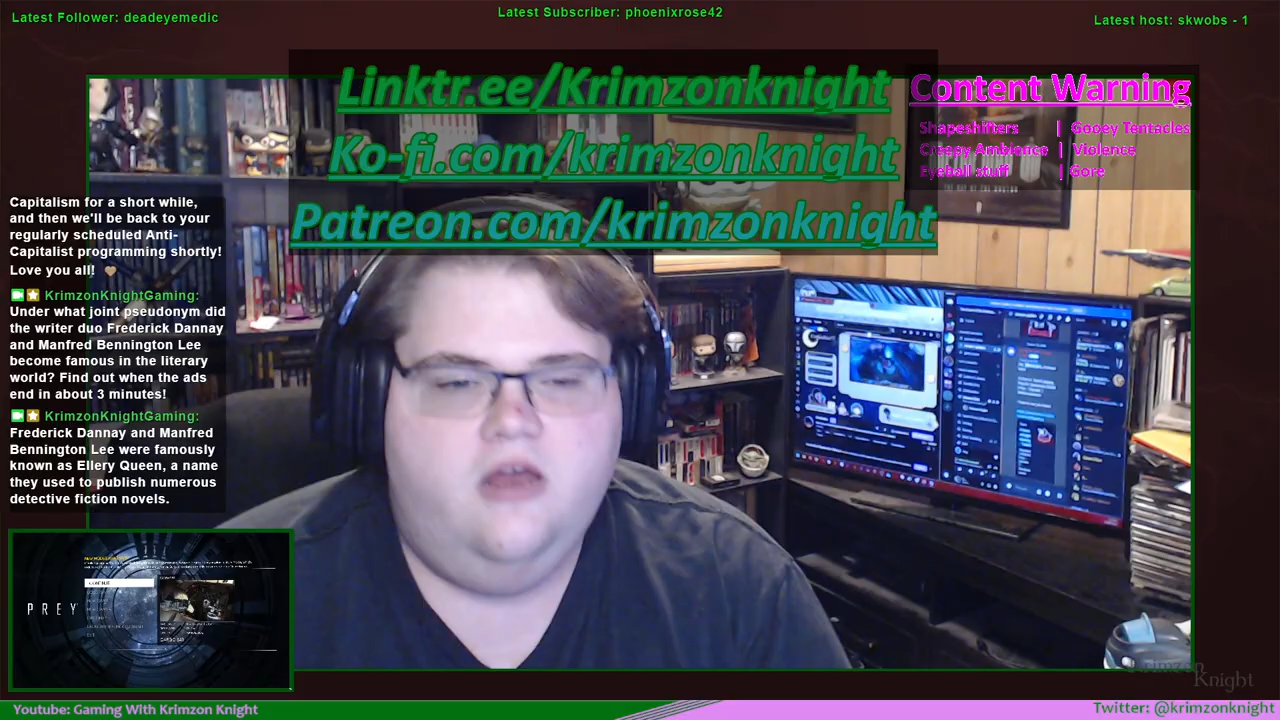 Latest Follower: deadeyemedic
Latest Subscriber: phoenixrose42
Latest host: skwobs - 1
Linktr.ee/Krimzonknight
Ko-fi.com/krimzonknight
Patreon.com/krimzonknight
Content Warning
Shapeshifters | Gooey Tentacles
Creepy Ambience | Violence
Eyeball stuff | Gore
Capitalism for a short while,
and then we'll be back to your
regularly scheduled Anti-
Capitalist programming shortly!
Love you all!
KrimzonKnightGaming:
Under what joint pseudonym did
the writer duo Frederick Dannay
and Manfred Bennington Lee
become famous in the literary
world? Find out when the ads
end in about 3 minutes!
KrimzonKnightGaming:
Frederick Dannay and Manfred
Bennington Lee were famously
known as Ellery Queen, a name
they used to publish numerous
detective fiction novels.
PREY
CONTINUE
Krimzon
Knight
Youtube: Gaming With Krimzon Knight
Twitter: @krimzonknight